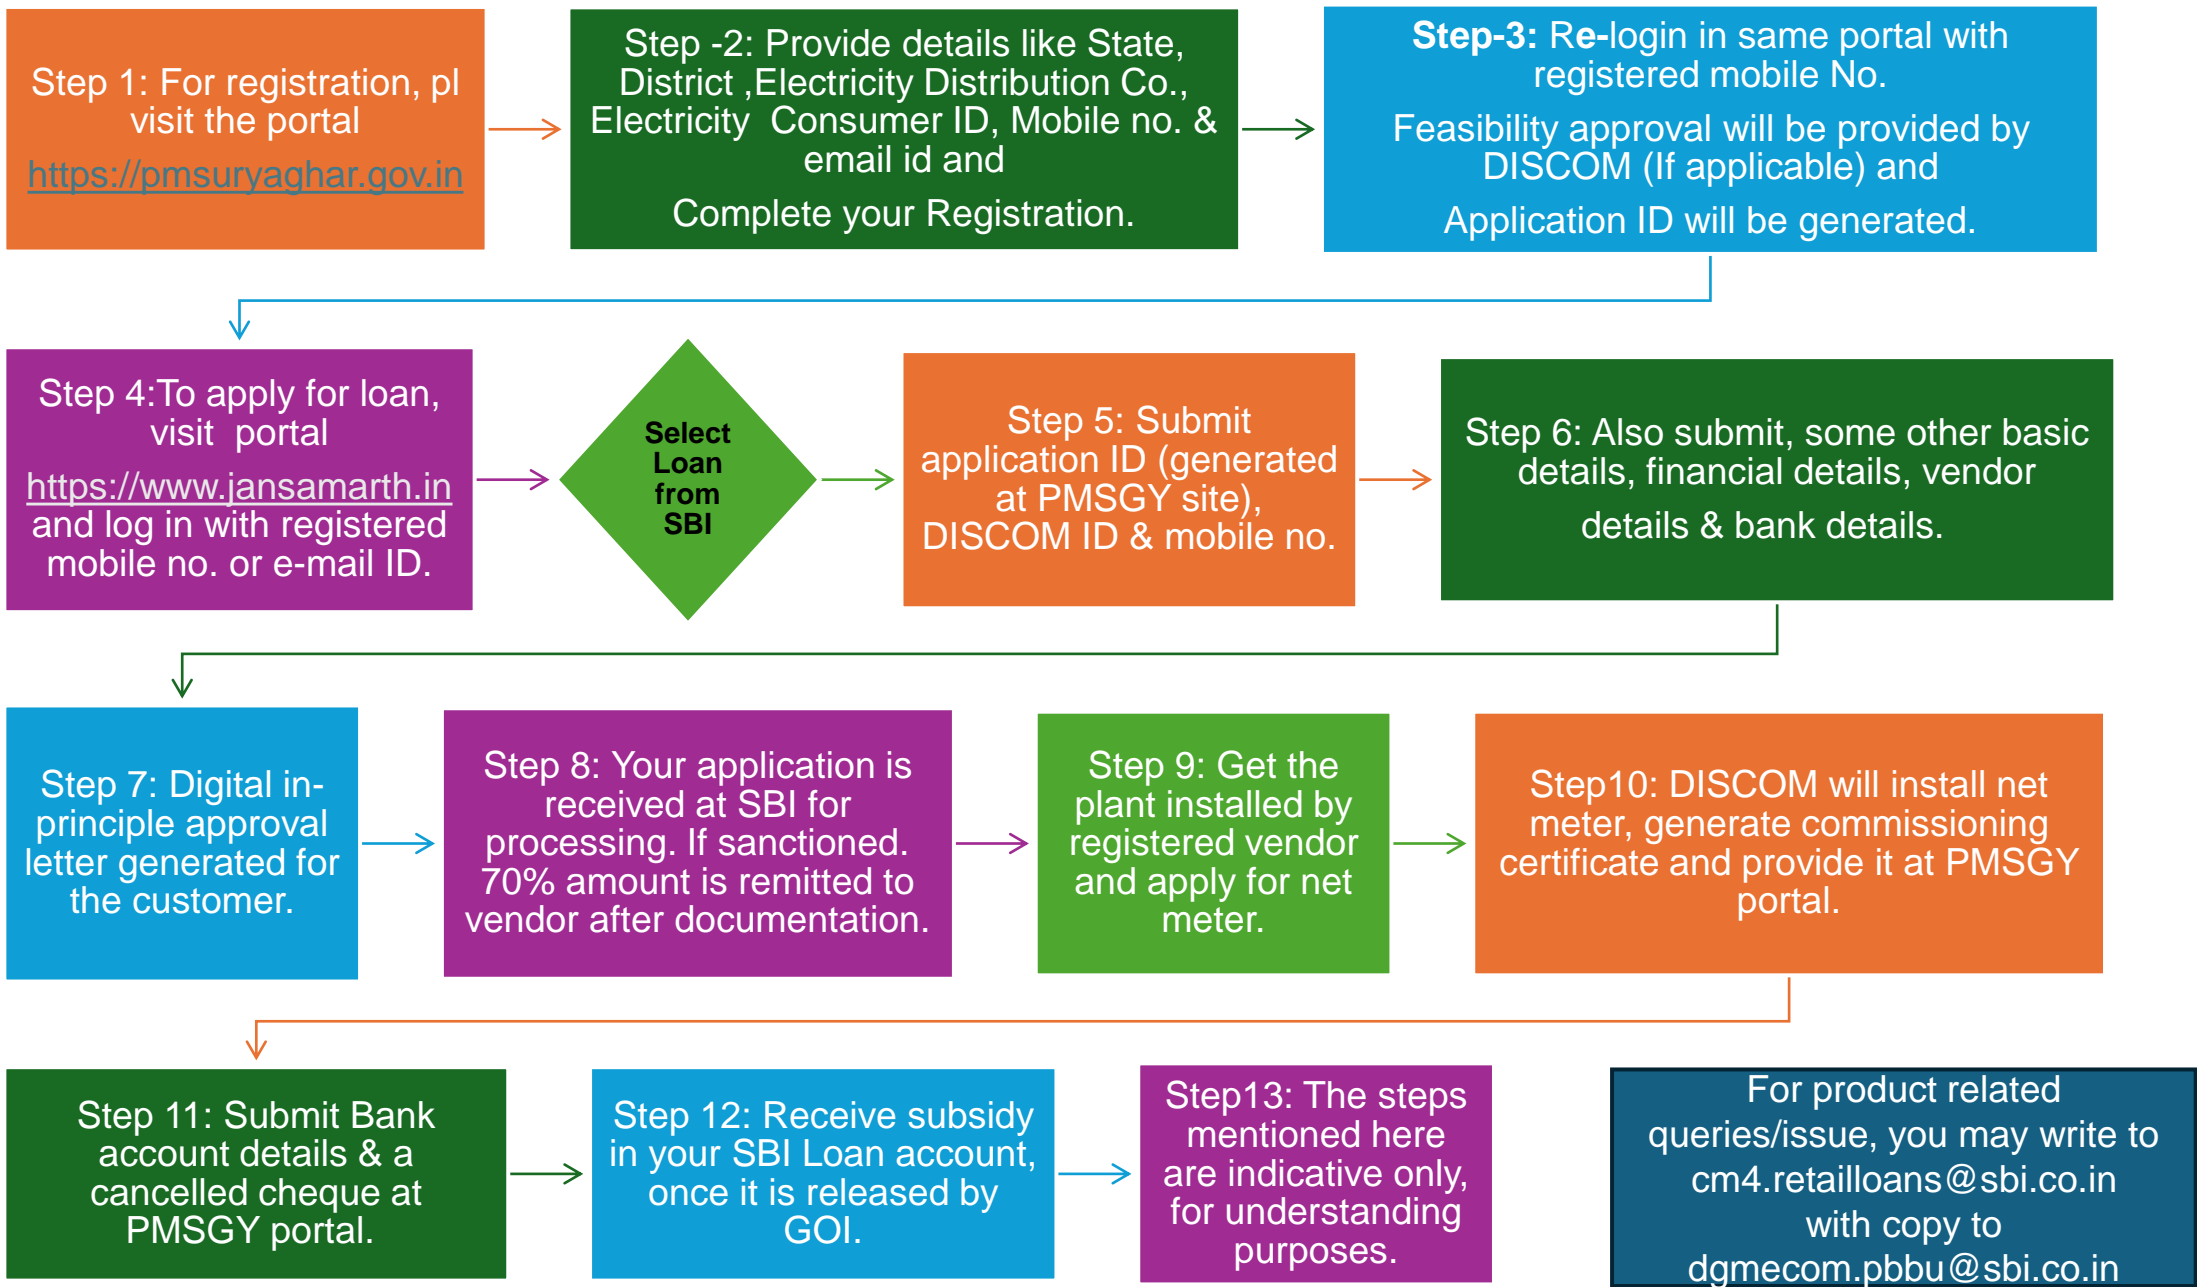 Step 1: For registration, pl
visit the portal
https://pmsuryaghar.gov.in
Step -2: Provide details like State,
District ,Electricity Distribution Co.,
Electricity  Consumer ID, Mobile no. &
email id and
Complete your Registration.
Step-3: Re-login in same portal with
registered mobile No.
Feasibility approval will be provided by
DISCOM (If applicable) and
Application ID will be generated.
Step 4:To apply for loan,
visit  portal
https://www.jansamarth.in
and log in with registered
mobile no. or e-mail ID.
Select
Loan
from
SBI
Step 5: Submit
application ID (generated
at PMSGY site),
DISCOM ID & mobile no.
Step 6: Also submit, some other basic
details, financial details, vendor
details & bank details.
Step 7: Digital in-
principle approval
letter generated for
the customer.
Step 8: Your application is
received at SBI for
processing. If sanctioned.
70% amount is remitted to
vendor after documentation.
Step 9: Get the
plant installed by
registered vendor
and apply for net
meter.
Step10: DISCOM will install net
meter, generate commissioning
certificate and provide it at PMSGY
portal.
Step 11: Submit Bank
account details & a
cancelled cheque at
PMSGY portal.
Step 12: Receive subsidy
in your SBI Loan account,
once it is released by
GOI.
Step13: The steps
mentioned here
are indicative only,
for understanding
purposes.
For product related
queries/issue, you may write to
cm4.retailloans@sbi.co.in
with copy to
dgmecom.pbbu@sbi.co.in